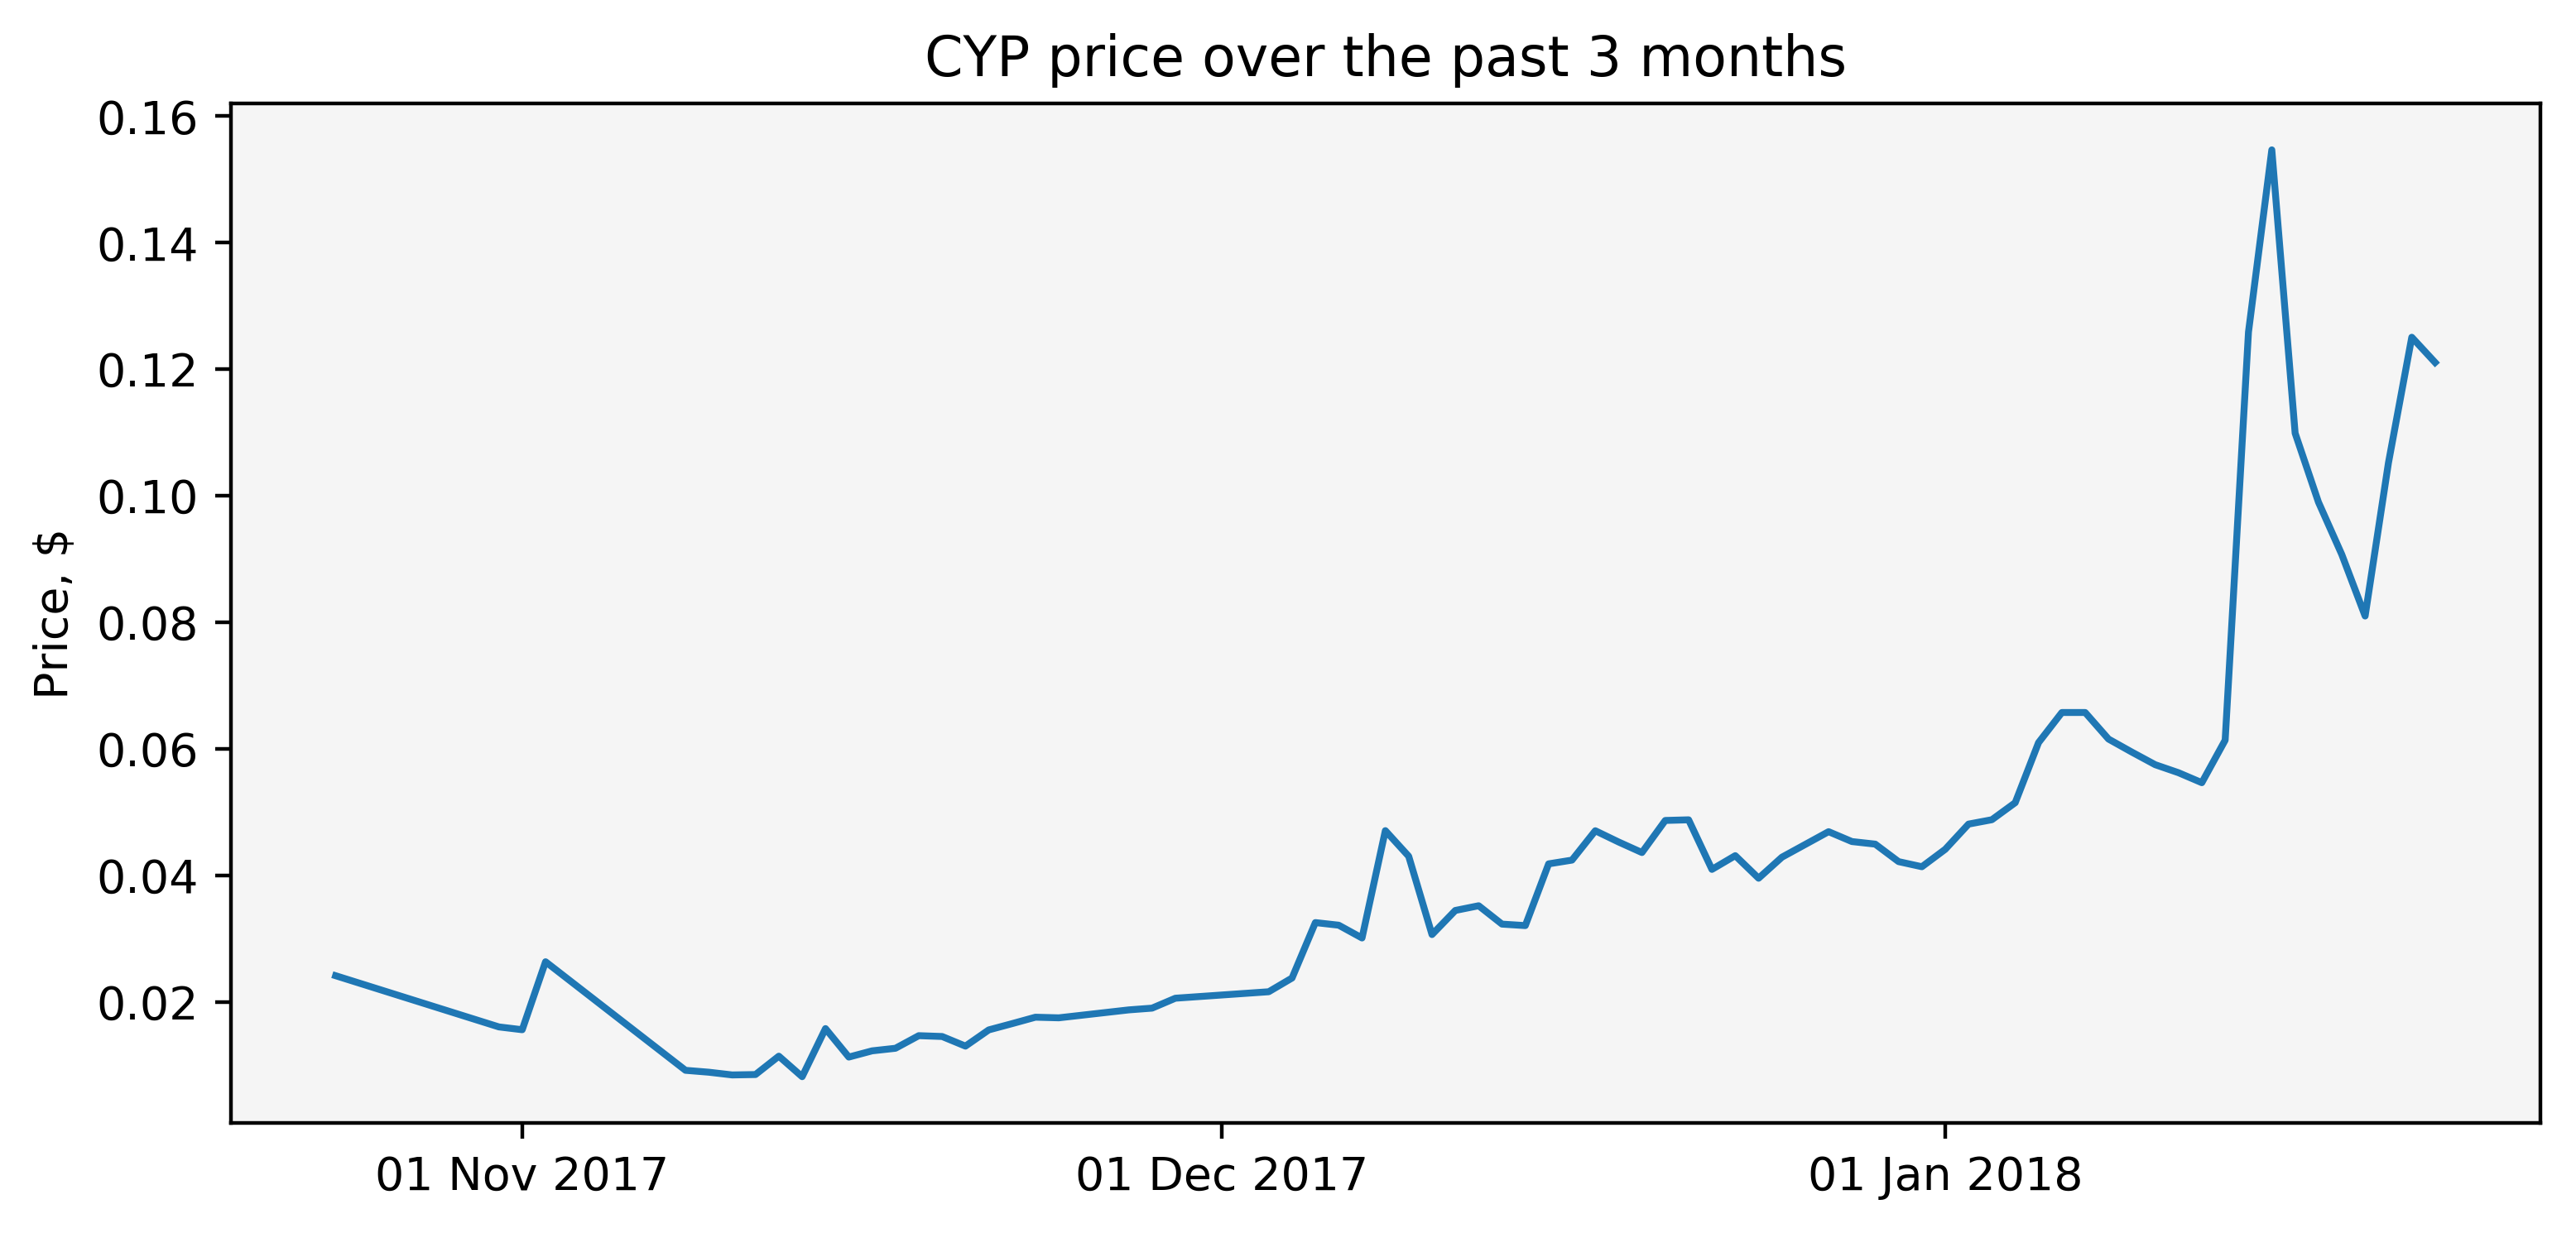 CYP price over the past 3 months
Price, $
0.16
0.14
0.12
0.10
0.08
0.06
0.04
0.02
01 Nov 2017
01 Dec 2017
01 Jan 2018